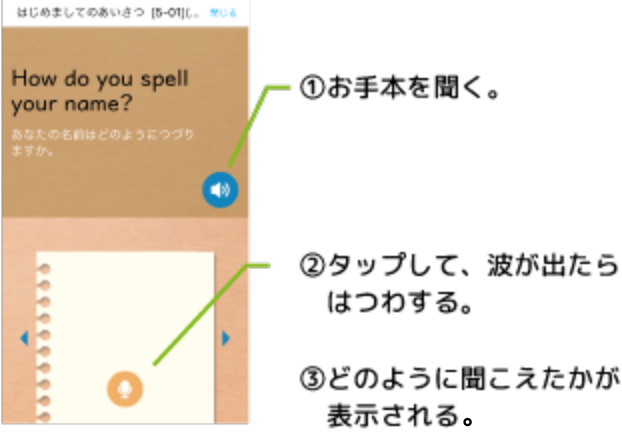 はじめましてのあいさつ [5-01](... 閉じる
How do you spell
your name?
あなたの名前はどのようにつづり
ますか。
①お手本を聞く。
②タップして、波が出たら
はつわする。
③どのように聞こえたかが
表示される。